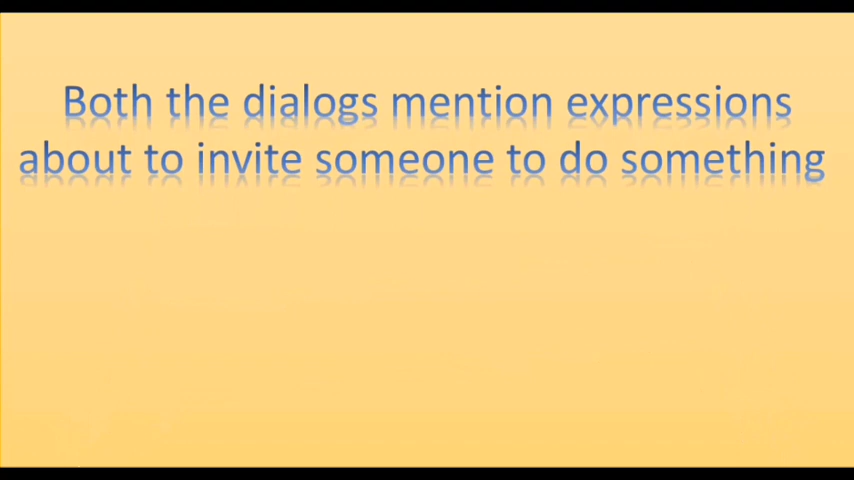 Both the dialogs mention expressions
about to invite someone to do something